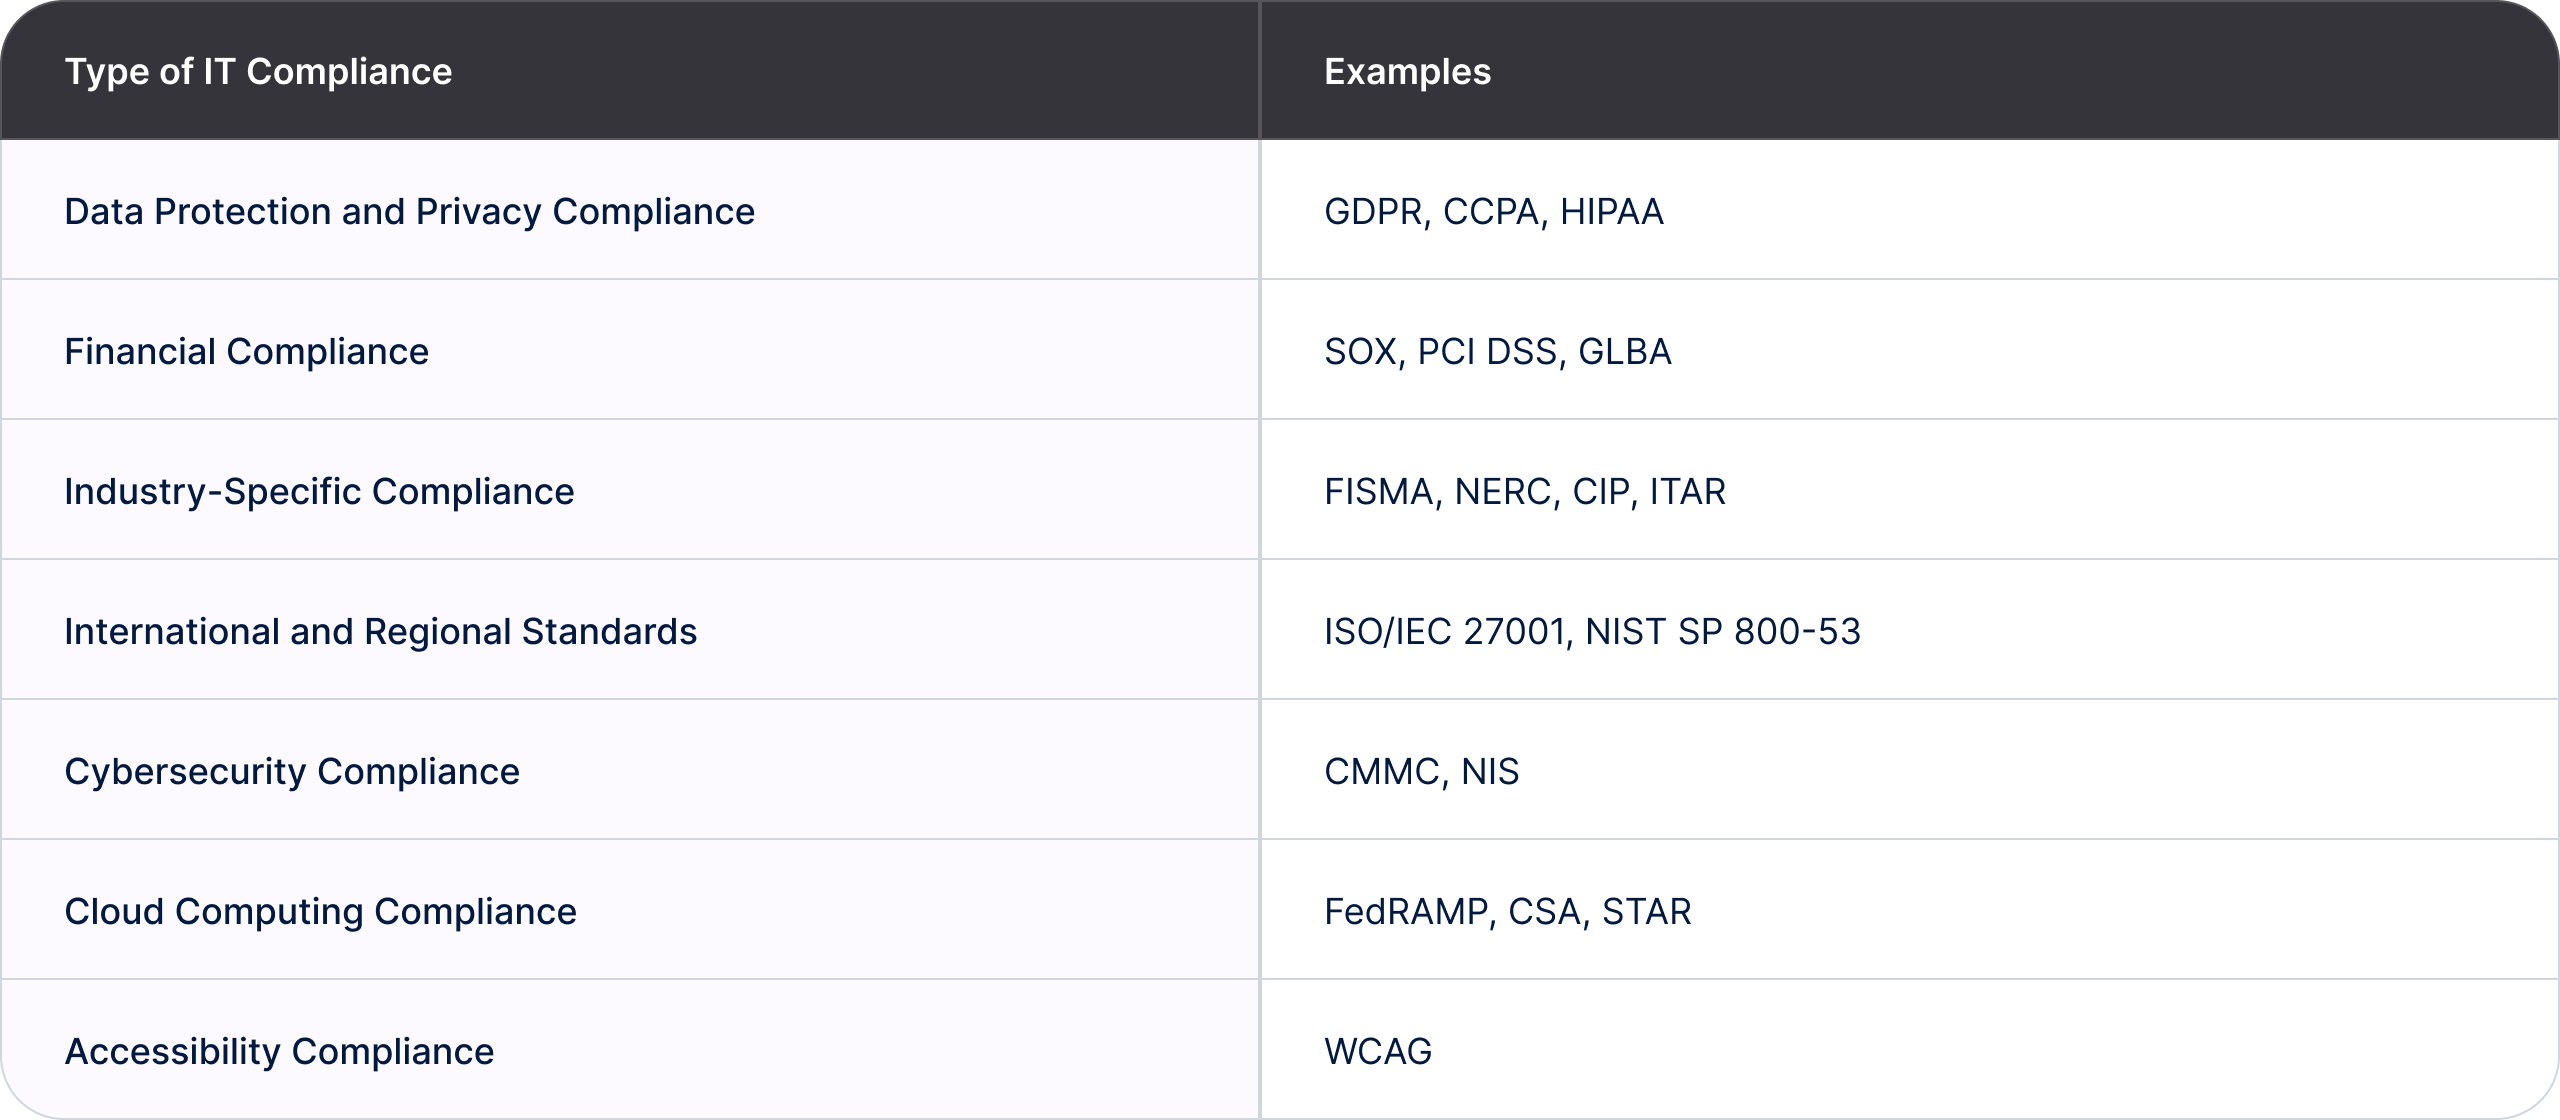 Type of IT Compliance Examples
Data Protection and Privacy Compliance GDPR, CCPA, HIPAA
Financial Compliance SOX, PCI DSS, GLBA
Industry-Specific Compliance FISMA, NERC, CIP, ITAR
International and Regional Standards ISO/IEC 27001, NIST SP 800-53
Cybersecurity Compliance CMMC, NIS
Cloud Computing Compliance FedRAMP, CSA, STAR
Accessibility Compliance WCAG